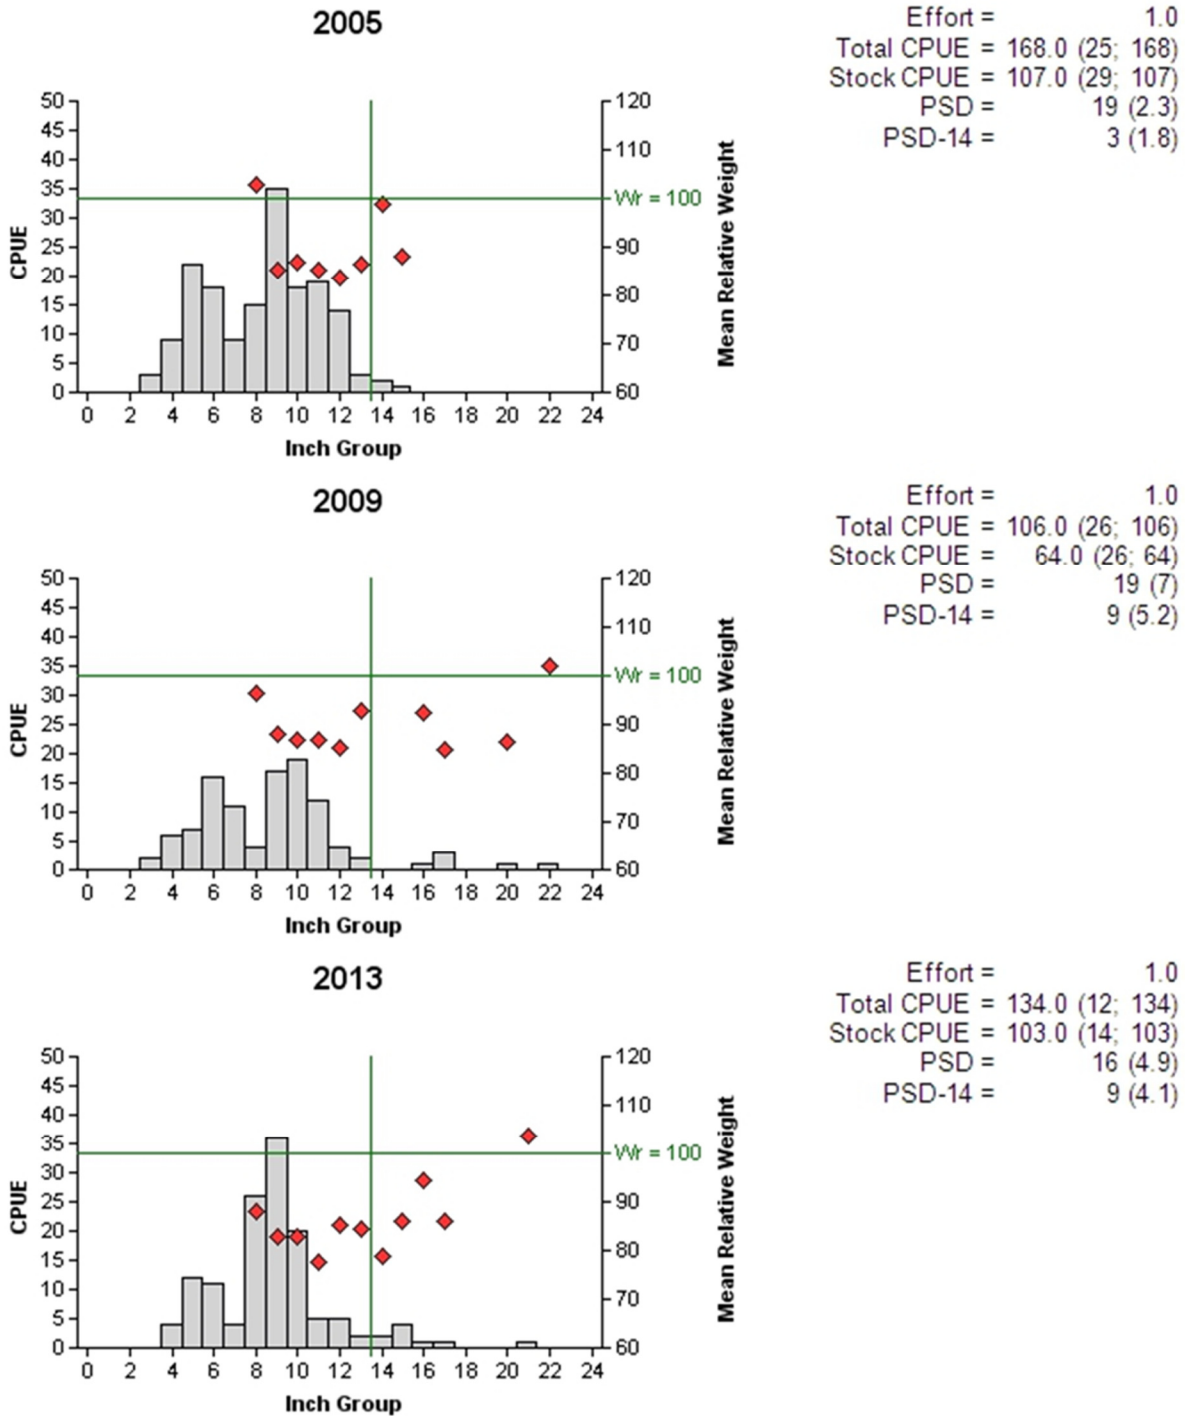 2005
Effort = 1.0
Total CPUE = 168.0 (25; 168)
Stock CPUE = 107.0 (29; 107)
PSD = 19 (2.3)
PSD-14 = 3 (1.8)
50 45 40 35 30 25 20 15 10 5 0
CPUE
120 110 90 80 70 60
Wr = 100
Mean Relative Weight
0 2 4 6 8 10 12 14 16 18 20 22 24
Inch Group
2009
Effort = 1.0
Total CPUE = 106.0 (26; 106)
Stock CPUE = 64.0 (26; 64)
PSD = 19 (7)
PSD-14 = 9 (5.2)
50 45 40 35 30 25 20 15 10 5 0
CPUE
120 110 90 80 70 60
Wr = 100
Mean Relative Weight
0 2 4 6 8 10 12 14 16 18 20 22 24
Inch Group
2013
Effort = 1.0
Total CPUE = 134.0 (12; 134)
Stock CPUE = 103.0 (14; 103)
PSD = 16 (4.9)
PSD-14 = 9 (4.1)
50 45 40 35 30 25 20 15 10 5 0
CPUE
120 110 90 80 70 60
Wr = 100
Mean Relative Weight
0 2 4 6 8 10 12 14 16 18 20 22 24
Inch Group